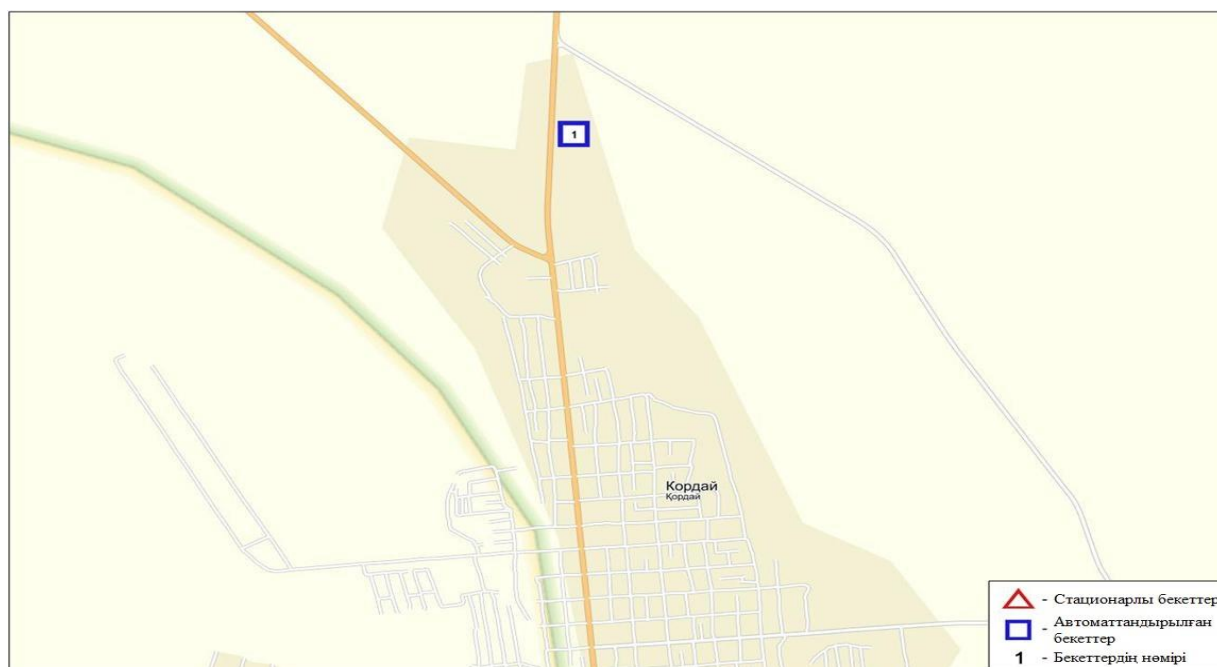 1
Кордай
Қордай
- Стационарлы бекеттер
- Автоматтандырылған
бекеттер
1 - Бекеттердің нөмірі